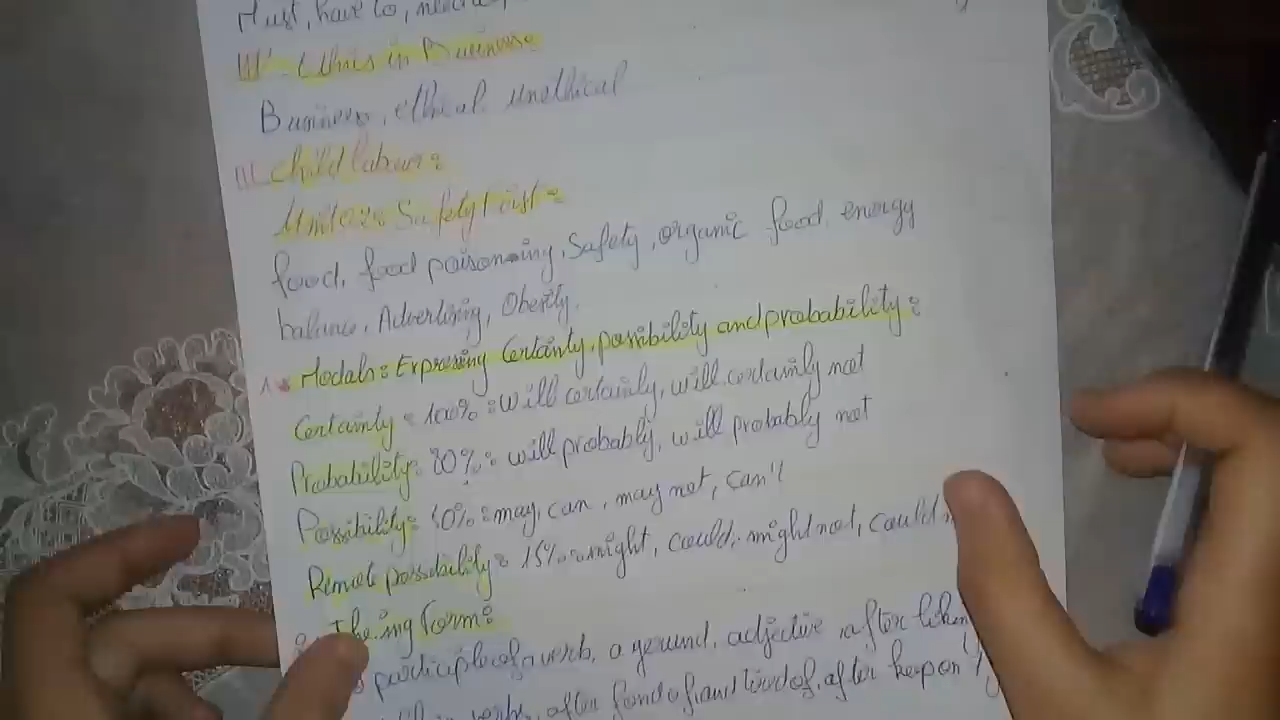 Must, have to, need
III - Ethics in Business
Business, ethical, unethical
III Child labour:
Safety First:
food, food poisoning, Safety, organic food, energy
balance, Advertising, Obesity.
1 Modals: Expressing Certainty, possibility and probability:
Certainty: 100%: will certainly, will certainly not
Probability: 80%: will probably, will probably not
Possibility: 50%: may, can, may not, can't
Remote possibility: 15%: might, could, might not, could
The ing Form:
participle of a verb, a gerund, adjective after
verbs, after fond of and tired of, after keep on